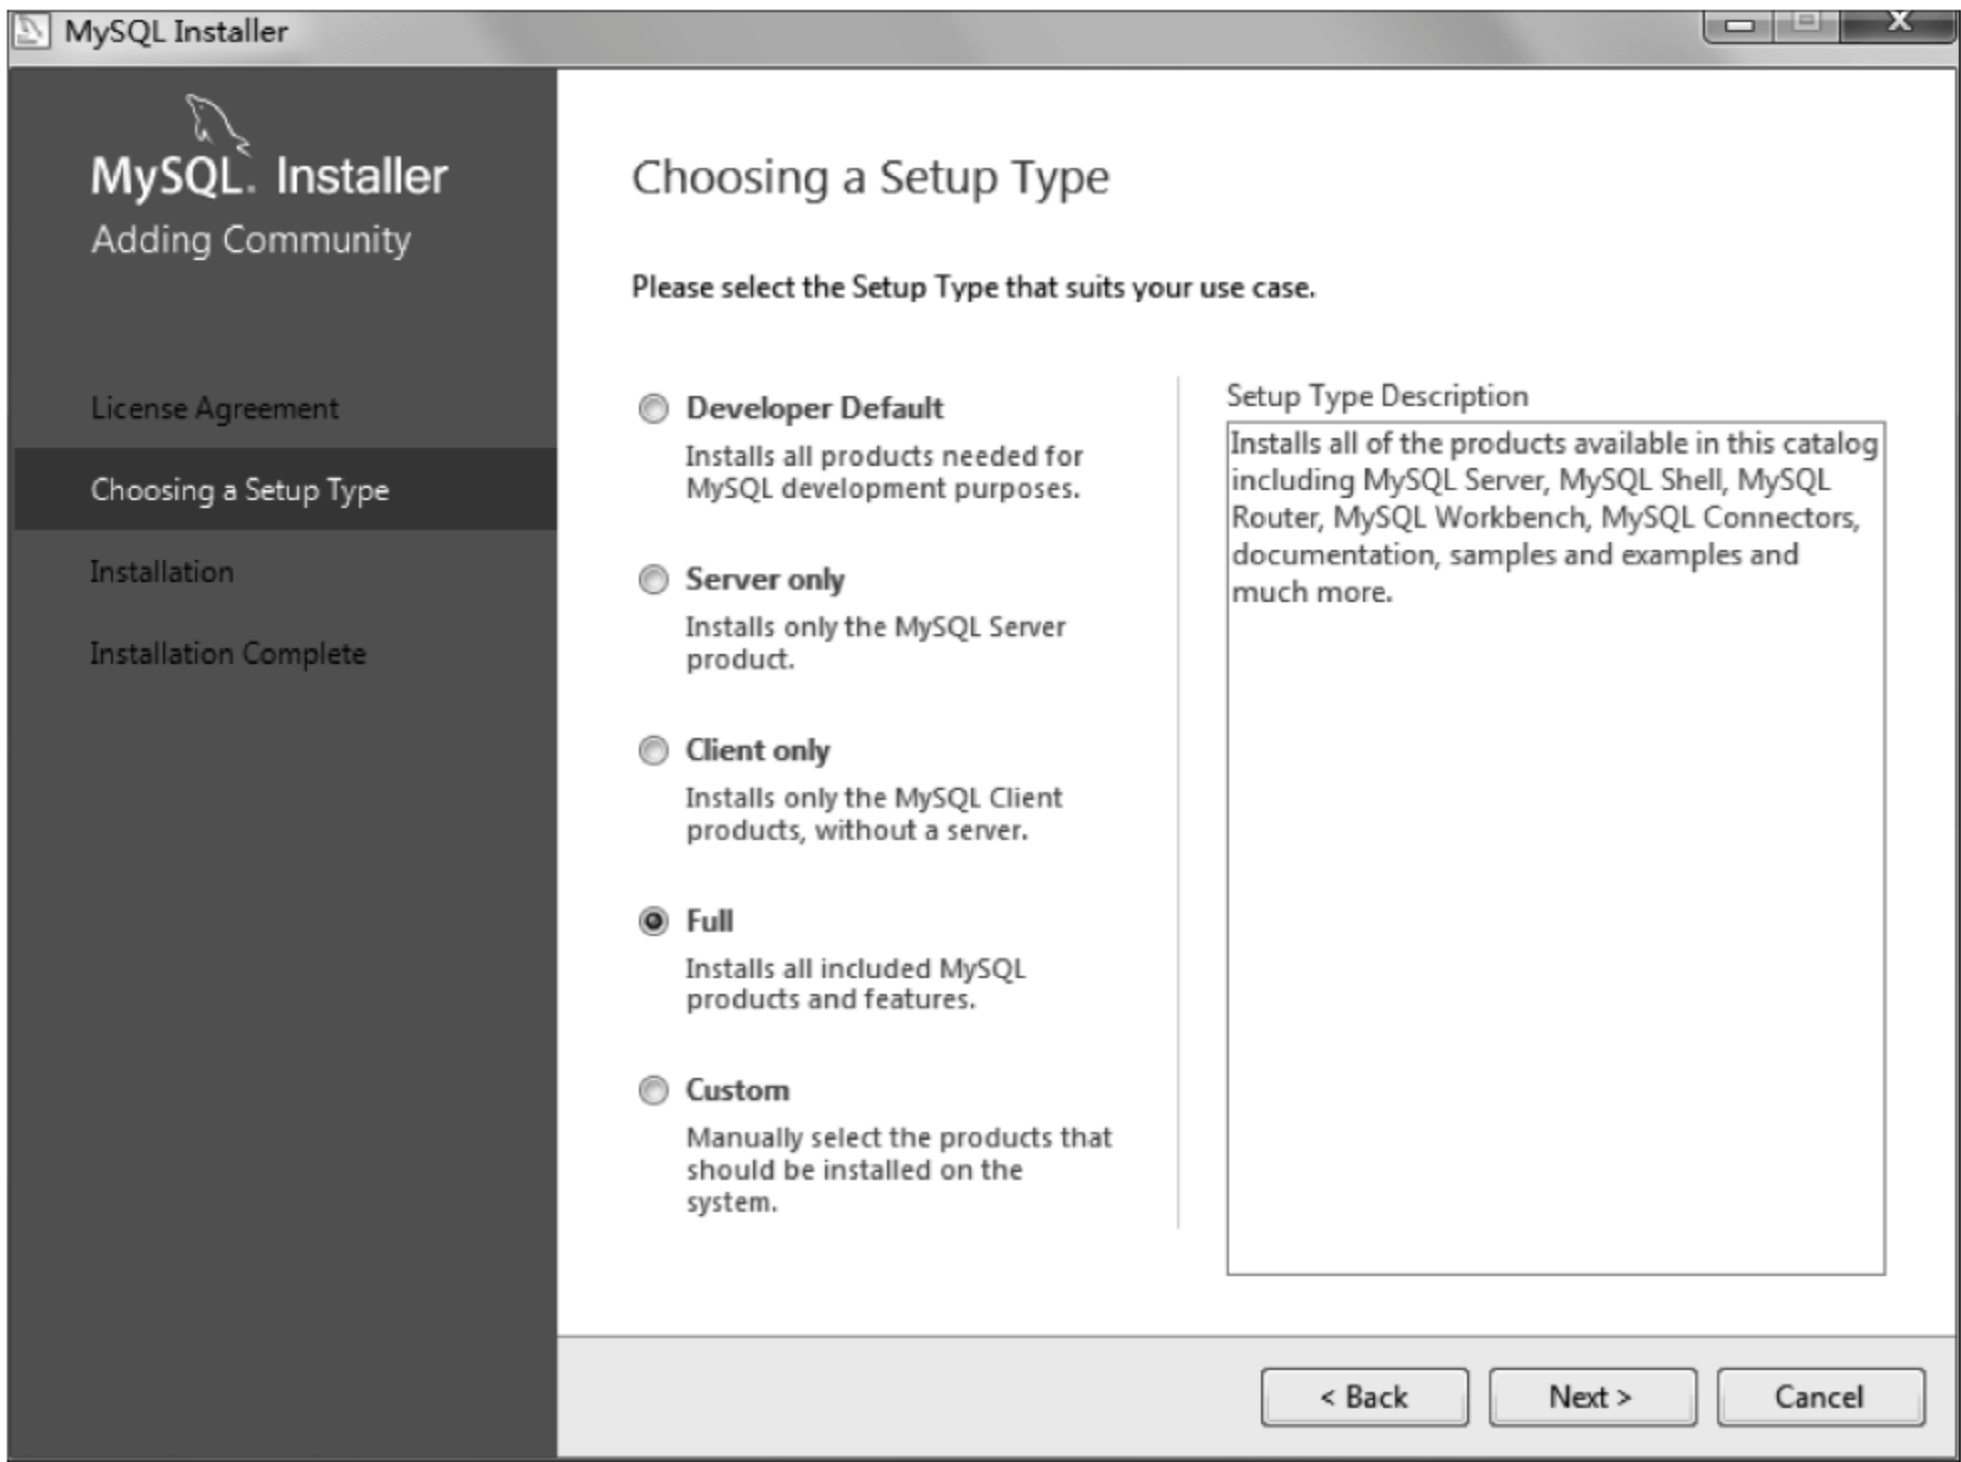 MySQL Installer
MySQL. Installer
Adding Community
License Agreement
Choosing a Setup Type
Installation
Installation Complete
Choosing a Setup Type
Please select the Setup Type that suits your use case.
Developer Default
Installs all products needed for
MySQL development purposes.
Server only
Installs only the MySQL Server
product.
Client only
Installs only the MySQL Client
products, without a server.
Full
Installs all included MySQL
products and features.
Custom
Manually select the products that
should be installed on the
system.
Setup Type Description
Installs all of the products available in this catalog
including MySQL Server, MySQL Shell, MySQL
Router, MySQL Workbench, MySQL Connectors,
documentation, samples and examples and
much more.
< Back
Next >
Cancel